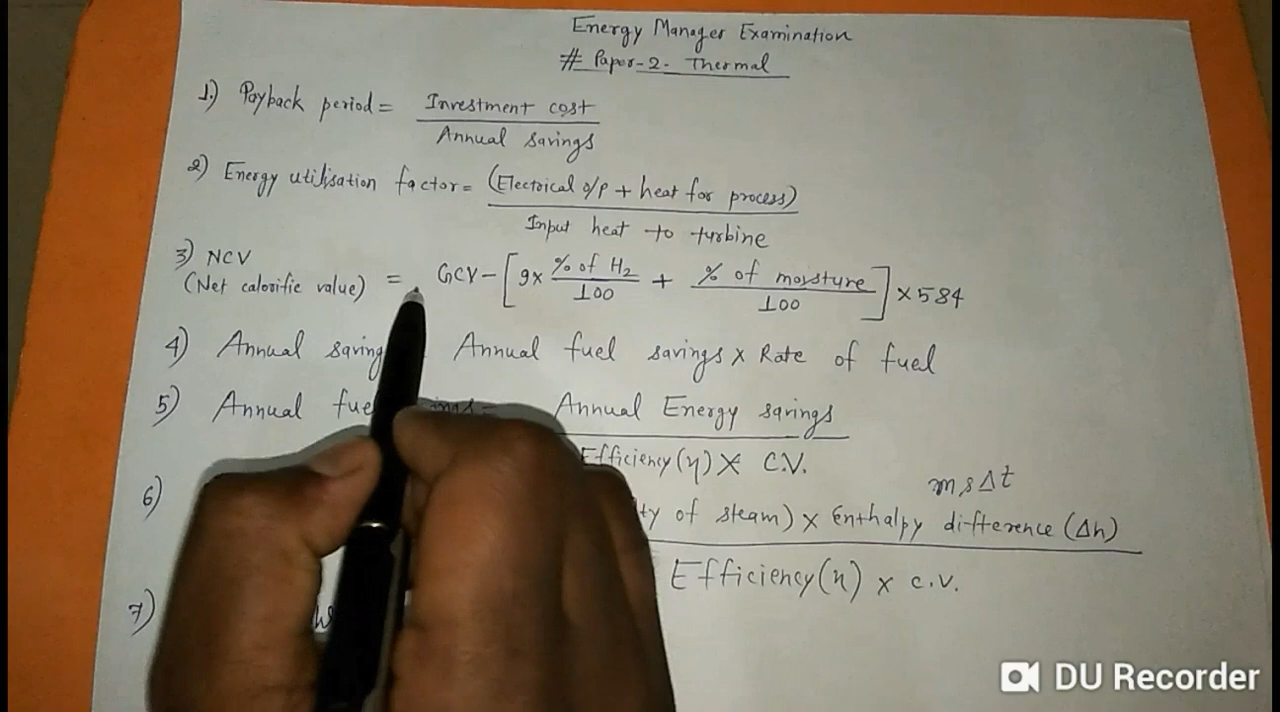 Energy Manager Examination
# Paper-2- Thermal
1.) Payback period = Investment cost
Annual savings
2) Energy utilisation factor = (Electrical o/p + heat for process)
Input heat to turbine
3) NCV
(Net calorific value) = GCV - [9x % of H2 / 100 + % of moisture / 100] x 584
4) Annual saving Annual fuel savings x Rate of fuel
5) Annual fue ings = Annual Energy savings
Efficiency (η) x C.V.
msΔt
6) ty of steam) x Enthalpy difference (Δh)
Efficiency (η) x C.V.
7)
DU Recorder